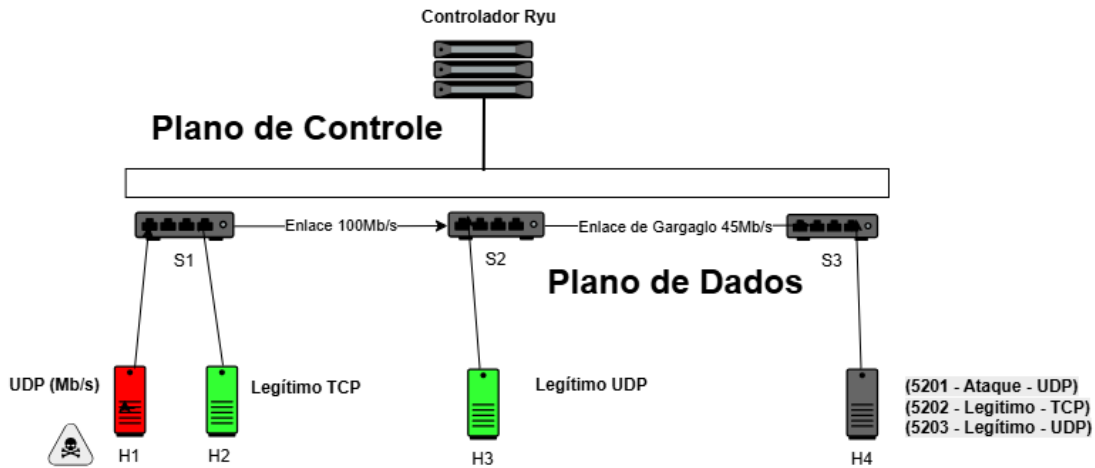 Controlador Ryu
Plano de Controle
Enlace 100Mb/s
Enlace de Gargaglo 45Mb/s
S1
S2
S3
Plano de Dados
UDP (Mb/s)
Legítimo TCP
Legítimo UDP
(5201 - Ataque - UDP)
(5202 - Legitimo - TCP)
(5203 - Legítimo - UDP)
H1
H2
H3
H4